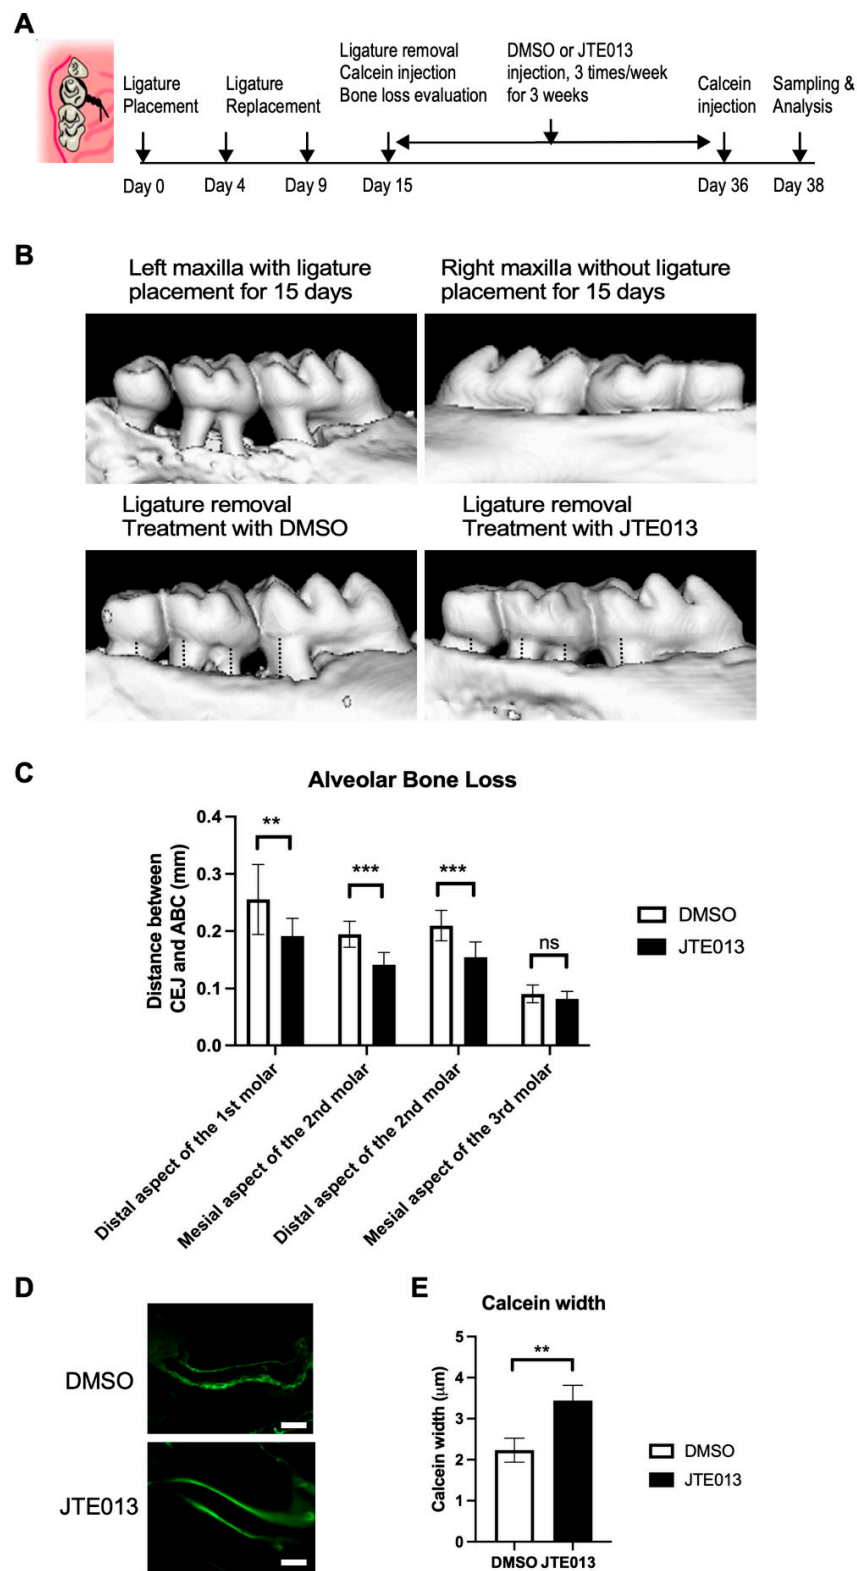 A
Ligature
Placement
Ligature
Replacement
Ligature removal
Calcein injection
Bone loss evaluation
DMSO or JTE013
injection, 3 times/week
for 3 weeks
Calcein
injection
Sampling &
Analysis
Day 0
Day 4
Day 9
Day 15
Day 36
Day 38
B
Left maxilla with ligature
placement for 15 days
Right maxilla without ligature
placement for 15 days
Ligature removal
Treatment with DMSO
Ligature removal
Treatment with JTE013
C
Alveolar Bone Loss
Distance between
CEJ and ABC (mm)
0.4
0.3
0.2
0.1
0.0
**
***
***
ns
DMSO
JTE013
Distal aspect of the 1st molar
Mesial aspect of the 2nd molar
Distal aspect of the 2nd molar
Mesial aspect of the 3rd molar
D
DMSO
JTE013
E
Calcein width
Calcein width (μm)
5
4
3
2
1
0
**
DMSO JTE013
DMSO
JTE013